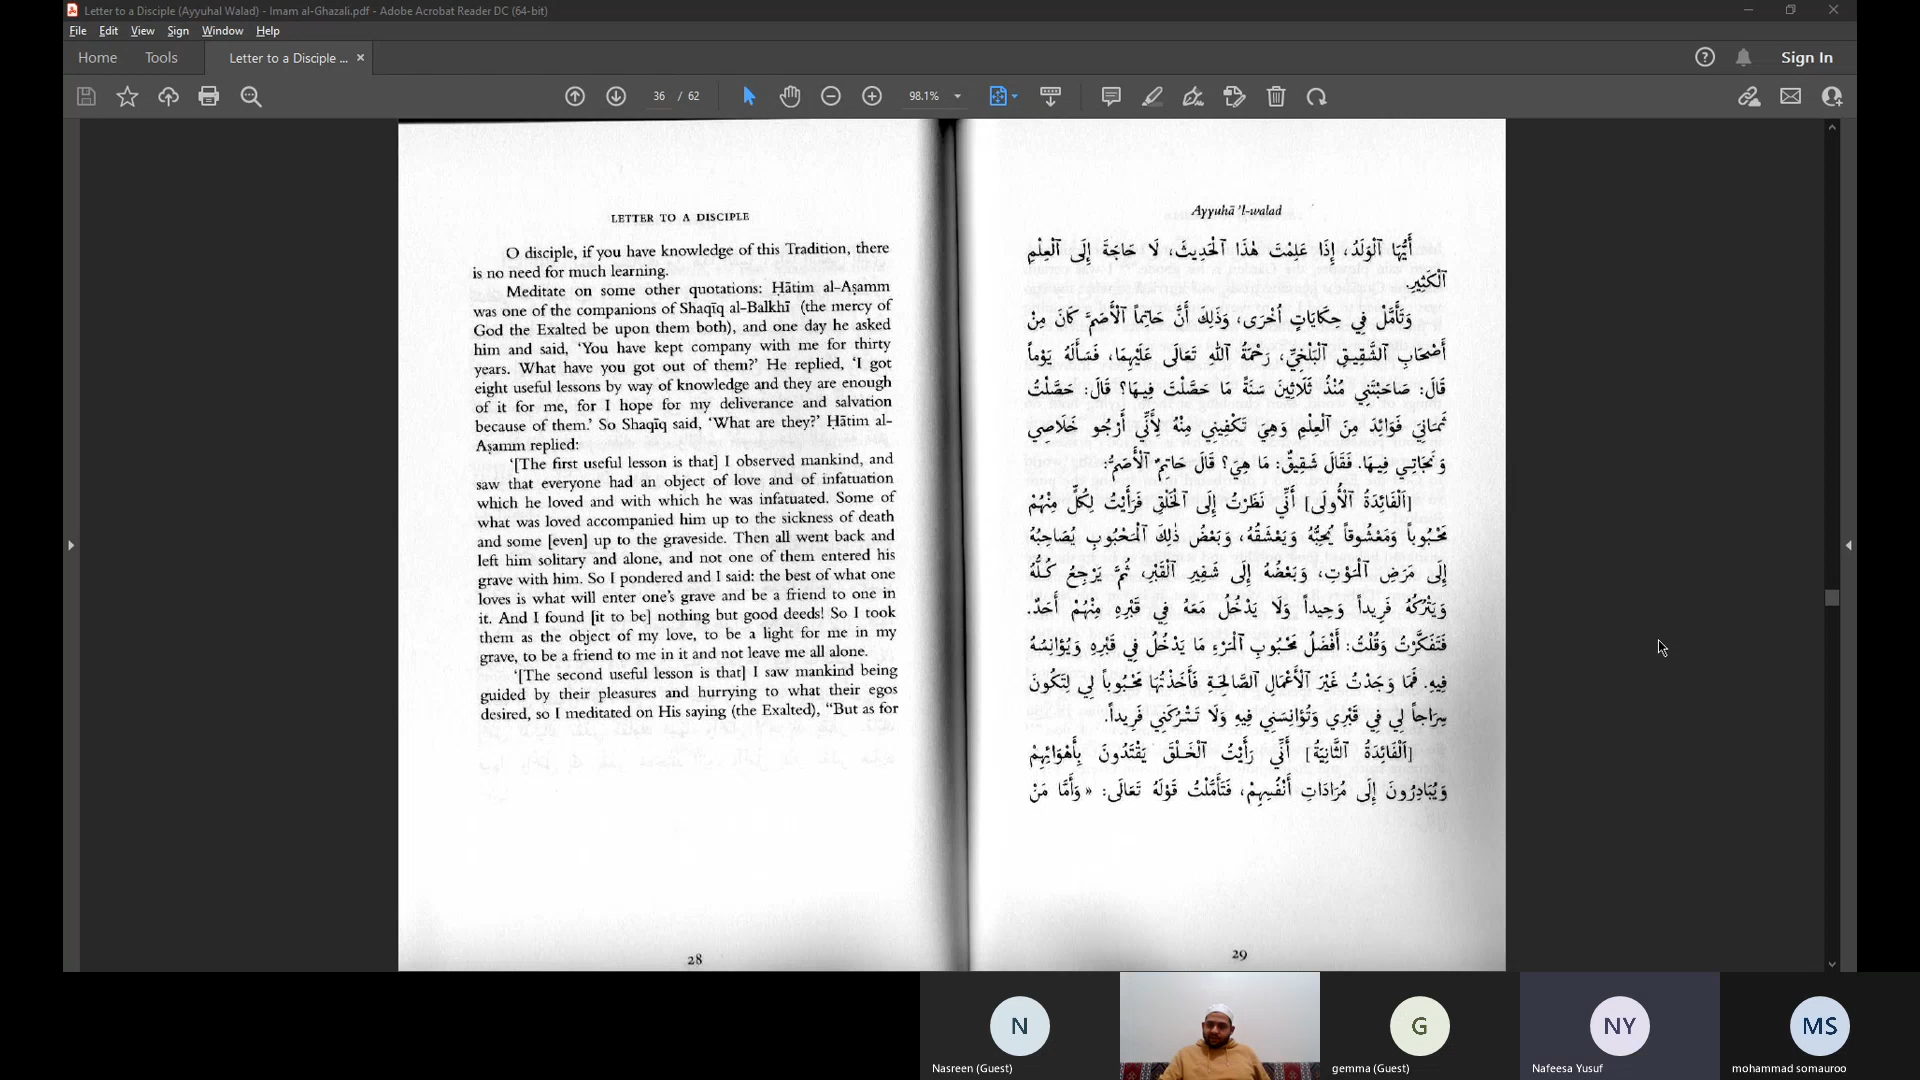 Letter to a Disciple (Ayyuhal Walad) - Imam al-Ghazali.pdf - Adobe Acrobat Reader DC (64-bit)
File Edit View Sign Window Help
Home Tools Letter to a Disciple ... × Sign In
36 / 62 98.1%
LETTER TO A DISCIPLE
O disciple, if you have knowledge of this Tradition, there
is no need for much learning.
Meditate on some other quotations: Ḥātim al-Aṣamm
was one of the companions of Shaqīq al-Balkhī (the mercy of
God the Exalted be upon them both), and one day he asked
him and said, ‘You have kept company with me for thirty
years. What have you got out of them?’ He replied, ‘I got
eight useful lessons by way of knowledge and they are enough
of it for me, for I hope for my deliverance and salvation
because of them.’ So Shaqīq said, ‘What are they?’ Ḥātim al-
Aṣamm replied:
‘[The first useful lesson is that] I observed mankind, and
saw that everyone had an object of love and of infatuation
which he loved and with which he was infatuated. Some of
what was loved accompanied him up to the sickness of death
and some [even] up to the graveside. Then all went back and
left him solitary and alone, and not one of them entered his
grave with him. So I pondered and I said: the best of what one
loves is what will enter one’s grave and be a friend to one in
it. And I found [it to be] nothing but good deeds! So I took
them as the object of my love, to be a light for me in my
grave, to be a friend to me in it and not leave me all alone.
‘[The second useful lesson is that] I saw mankind being
guided by their pleasures and hurrying to what their egos
desired, so I meditated on His saying (the Exalted), “But as for
28
Ayyuhā ’l-walad
أَيُّهَا ٱلْوَلَدُ، إِذَا عَلِمْتَ هٰذَا ٱلْحَدِيثَ، لَا حَاجَةَ إِلَى ٱلْعِلْمِ
ٱلْكَثِيرِ.
وَتَأَمَّلْ فِي حِكَايَاتٍ أُخْرَى، وَذَلِكَ أَنَّ حَاتِماً ٱلْأَصَمَّ كَانَ مِنْ
أَصْحَابِ ٱلشَّقِيقِ ٱلْبَلْخِيِّ، رَحْمَةُ ٱللهِ تَعَالَى عَلَيْهِمَا، فَسَأَلَهُ يَوْماً
قَالَ: صَاحَبْتَنِي مُنْذُ ثَلَاثِينَ سَنَةً مَا حَصَّلْتَ فِيهَا؟ قَالَ: حَصَّلْتُ
ثَمَانِيَ فَوَائِدَ مِنَ ٱلْعِلْمِ وَهِيَ تَكْفِينِي مِنْهُ لِأَنِّي أَرْجُو خَلَاصِي
وَنَجَاتِي فِيهَا. فَقَالَ شَقِيقٌ: مَا هِيَ؟ قَالَ حَاتِمٌ ٱلْأَصَمُّ:
[ٱلْفَائِدَةُ ٱلْأُولَى] أَنِّي نَظَرْتُ إِلَى ٱلْخَلْقِ فَرَأَيْتُ لِكُلٍّ مِنْهُمْ
مَحْبُوباً وَمَعْشُوقاً يُحِبُّهُ وَيَعْشَقُهُ، وَبَعْضُ ذٰلِكَ ٱلْمَحْبُوبِ يُصَاحِبُهُ
إِلَى مَرَضِ ٱلْمَوْتِ، وَبَعْضُهُ إِلَى شَفِيرِ ٱلْقَبْرِ، ثُمَّ يَرْجِعُ كُلُّهُ
وَيَتْرُكُهُ فَرِيداً وَحِيداً وَلَا يَدْخُلُ مَعَهُ فِي قَبْرِهِ مِنْهُمْ أَحَدٌ.
فَتَفَكَّرْتُ وَقُلْتُ: أَفْضَلُ مَحْبُوبِ ٱلْمَرْءِ مَا يَدْخُلُ فِي قَبْرِهِ وَيُؤَانِسُهُ
فِيهِ. فَمَا وَجَدْتُ غَيْرَ ٱلْأَعْمَالِ ٱلصَّالِحَةِ فَأَخَذْتُهَا مَحْبُوباً لِي لِتَكُونَ
سِرَاجاً لِي فِي قَبْرِي وَتُؤَانِسَنِي فِيهِ وَلَا تَتْرُكَنِي فَرِيداً.
[ٱلْفَائِدَةُ ٱلثَّانِيَةُ] أَنِّي رَأَيْتُ ٱلْخَلْقَ يَقْتَدُونَ بِأَهْوَائِهِمْ
وَيُبَادِرُونَ إِلَى مُرَادَاتِ أَنْفُسِهِمْ، فَتَأَمَّلْتُ قَوْلَهُ تَعَالَى: «وَأَمَّا مَنْ
29
N G NY MS
Nasreen (Guest) gemma (Guest) Nafeesa Yusuf mohammad somauroo